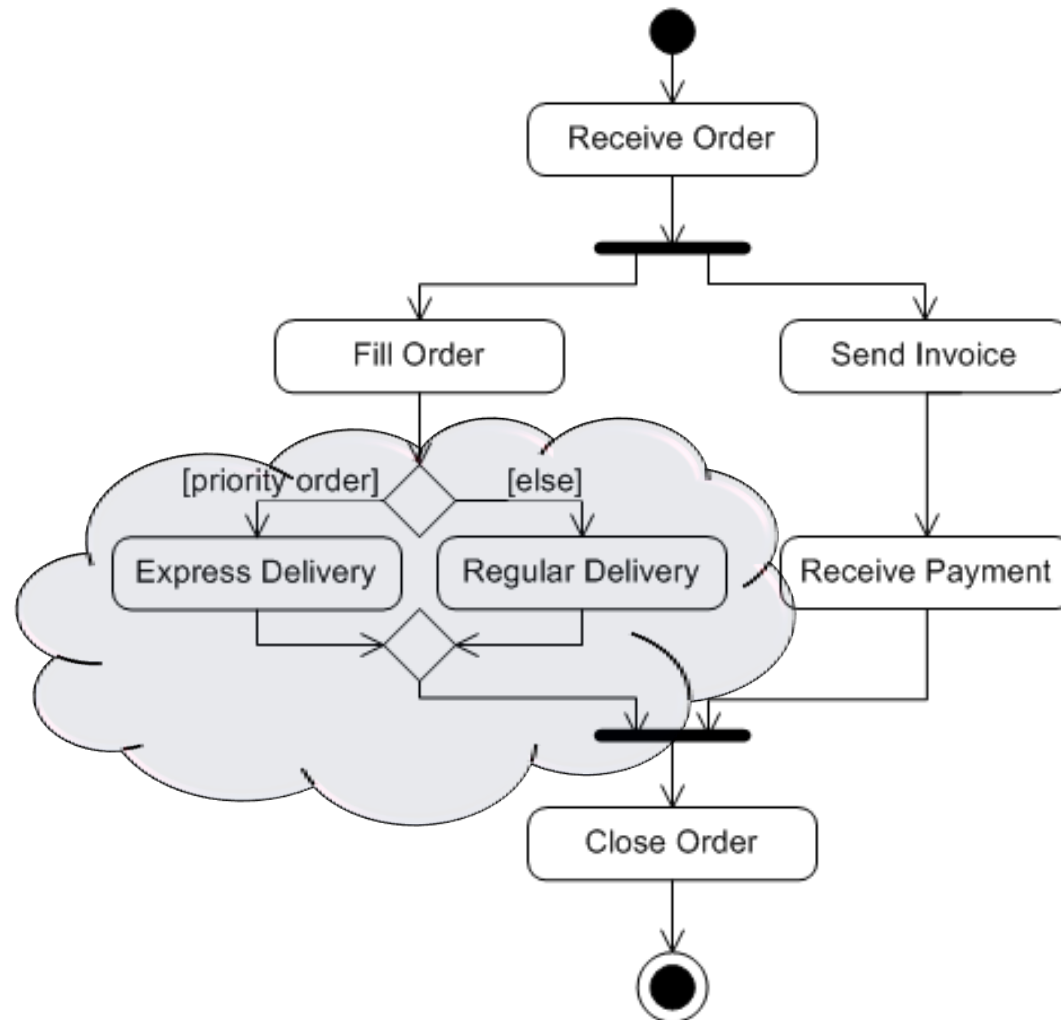 Receive Order
Fill Order
Send Invoice
[priority order]
[else]
Express Delivery
Regular Delivery
Receive Payment
Close Order